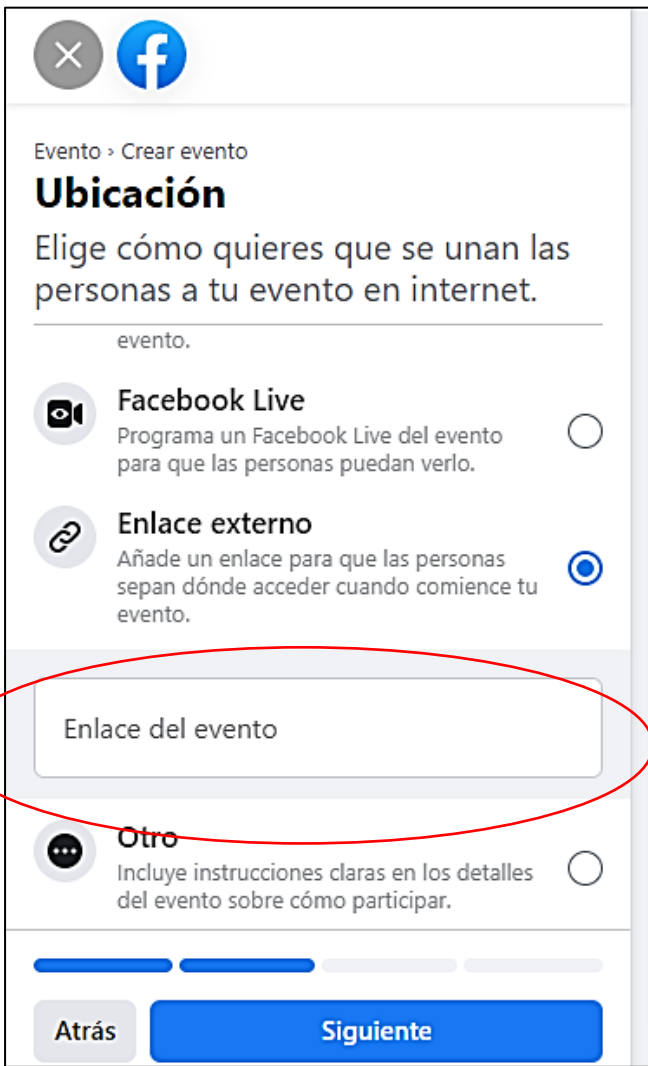 Evento › Crear evento
Ubicación
Elige cómo quieres que se unan las
personas a tu evento en internet.
evento.
Facebook Live
Programa un Facebook Live del evento
para que las personas puedan verlo.
Enlace externo
Añade un enlace para que las personas
sepan dónde acceder cuando comience tu
evento.
Enlace del evento
Otro
Incluye instrucciones claras en los detalles
del evento sobre cómo participar.
Atrás
Siguiente